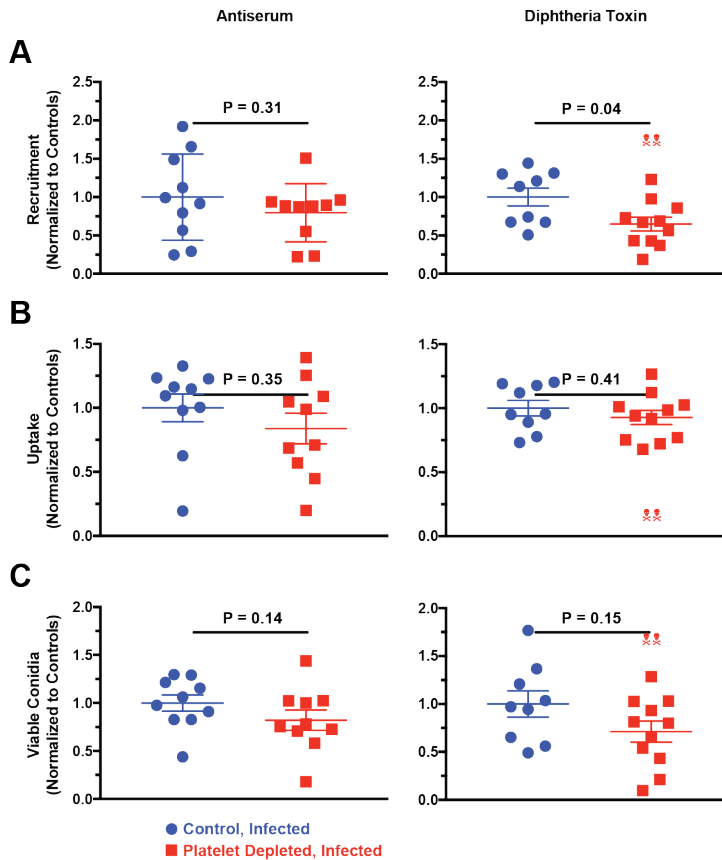 Antiserum
Diphtheria Toxin
A
Recruitment
(Normalized to Controls)
2.5
2.0
1.5
1.0
0.5
0.0
P = 0.31
2.5
2.0
1.5
1.0
0.5
0.0
P = 0.04
B
Uptake
(Normalized to Controls)
1.5
1.0
0.5
0.0
P = 0.35
1.5
1.0
0.5
0.0
P = 0.41
C
Viable Conidia
(Normalized to Controls)
2.0
1.5
1.0
0.5
0.0
P = 0.14
2.0
1.5
1.0
0.5
0.0
P = 0.15
Control, Infected
Platelet Depleted, Infected